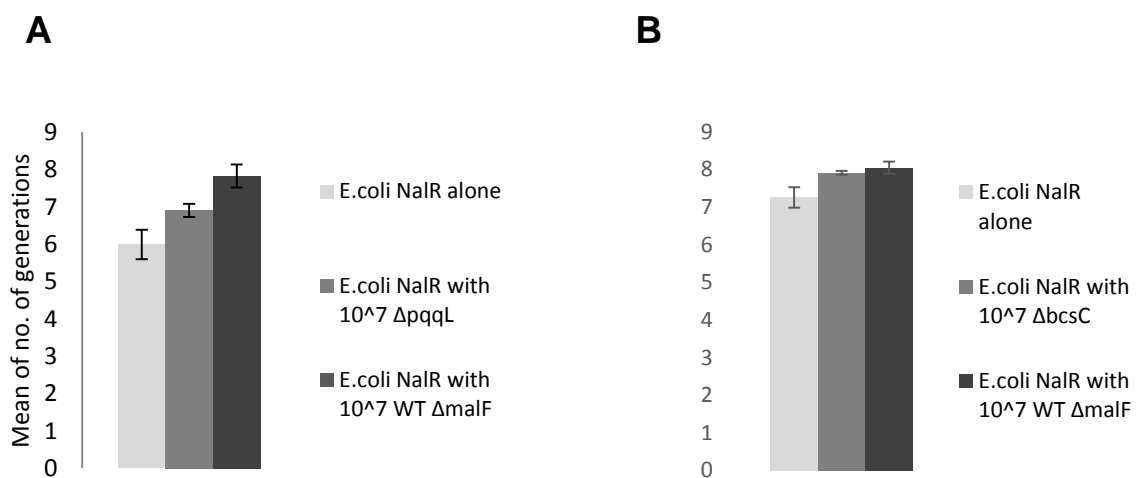 A
Mean of no. of generations
9
8
7
6
5
4
3
2
1
0
E.coli NalR alone
E.coli NalR with
10^7 ΔpqqL
E.coli NalR with
10^7 WT ΔmalF
B
9
8
7
6
5
4
3
2
1
0
E.coli NalR
alone
E.coli NalR with
10^7 ΔbcsC
E.coli NalR with
10^7 WT ΔmalF